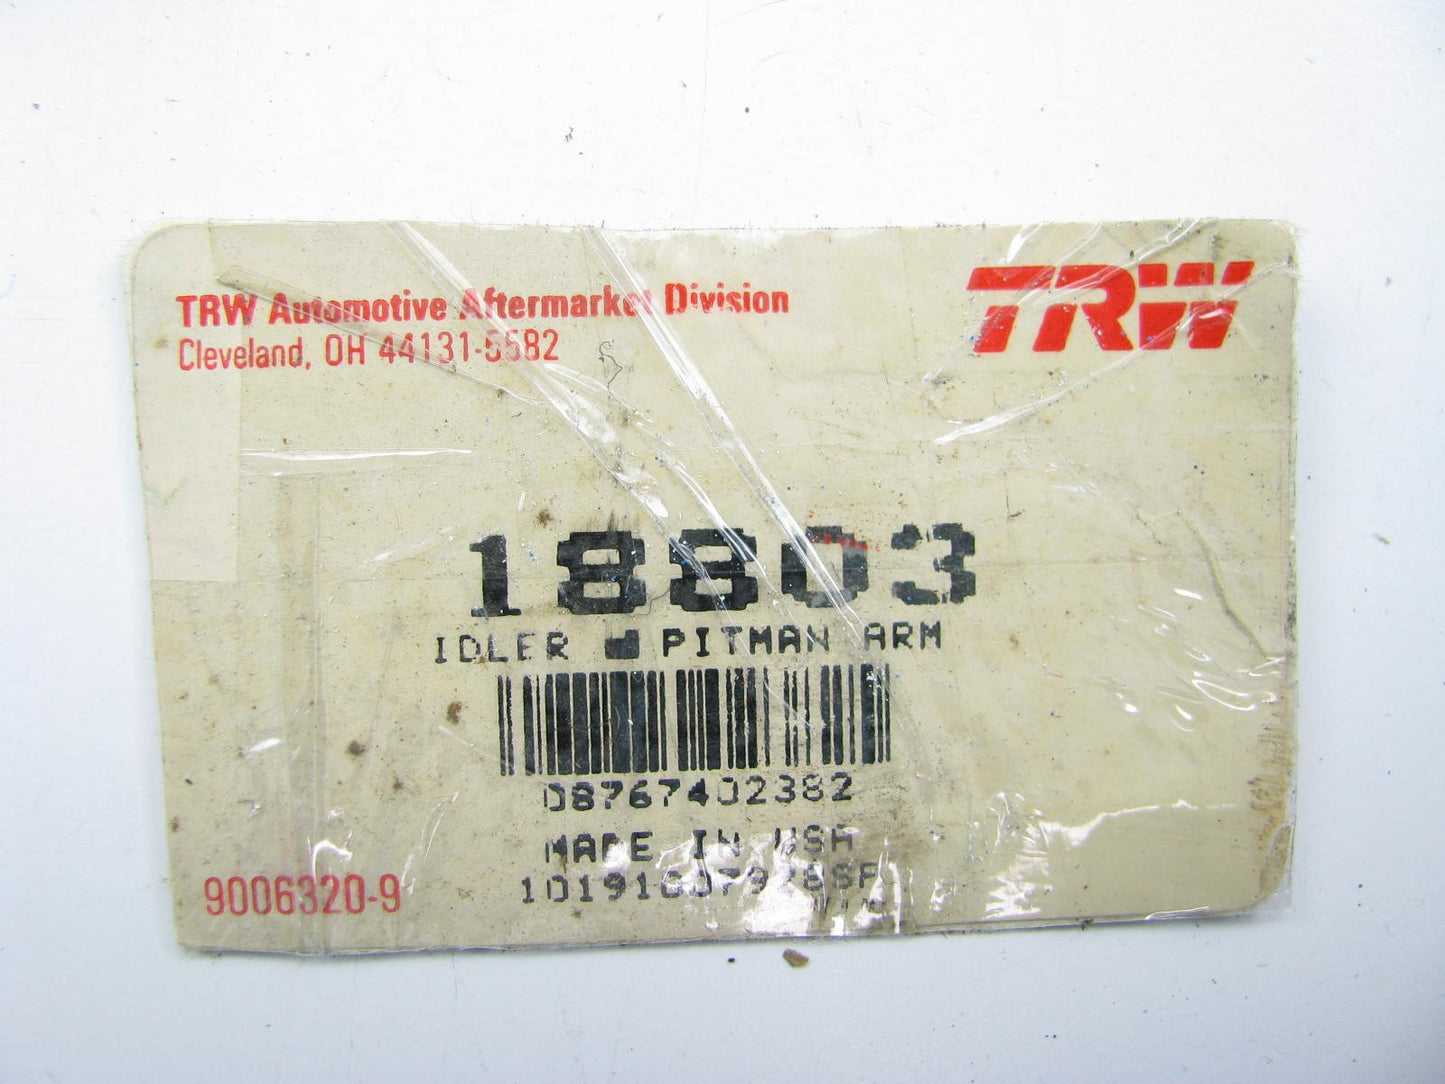 TRW Automotive Aftermarket Division
Cleveland, OH 44131-5582
TRW
18803
IDLER PITMAN ARM
08767402382
MADE IN USA
9006320-9